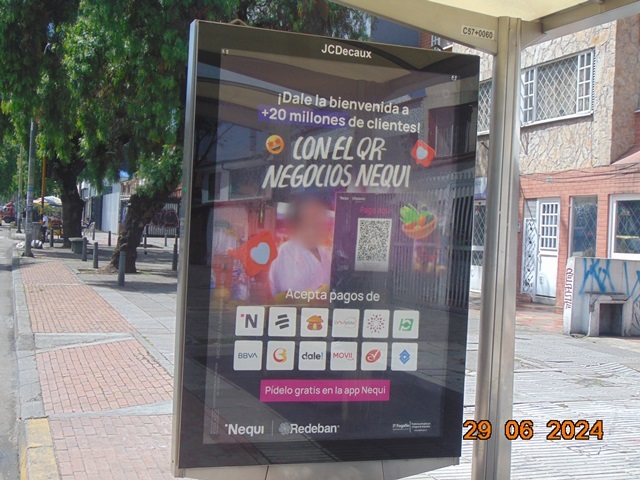 C57+0060
JCDecaux
¡Dale la bienvenida a
+20 millones de clientes!
CON EL QR
NEGOCIOS NEQUI
Acepta pagos de
N
BBVA
dale!
MOVII
Pídelo gratis en la app Nequi
Nequi Redeban
29 06 2024